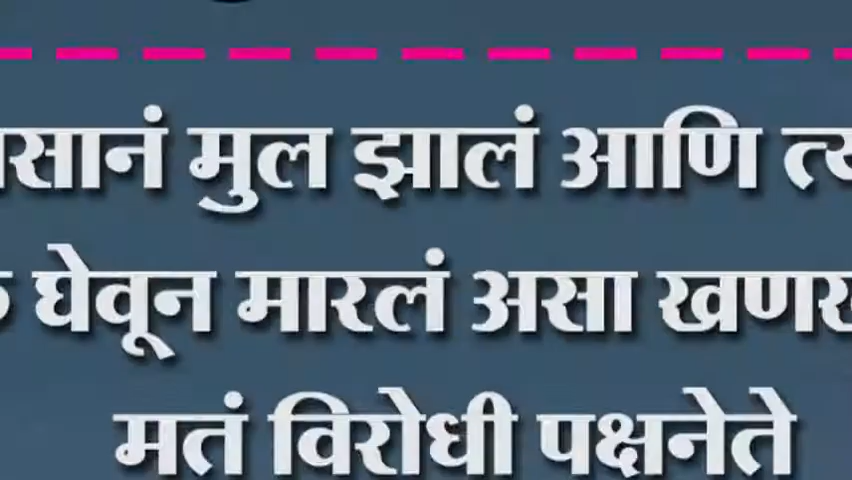 मुल झालं आणि
घेवून मारलं असा
मतं विरोधी पक्षनेते